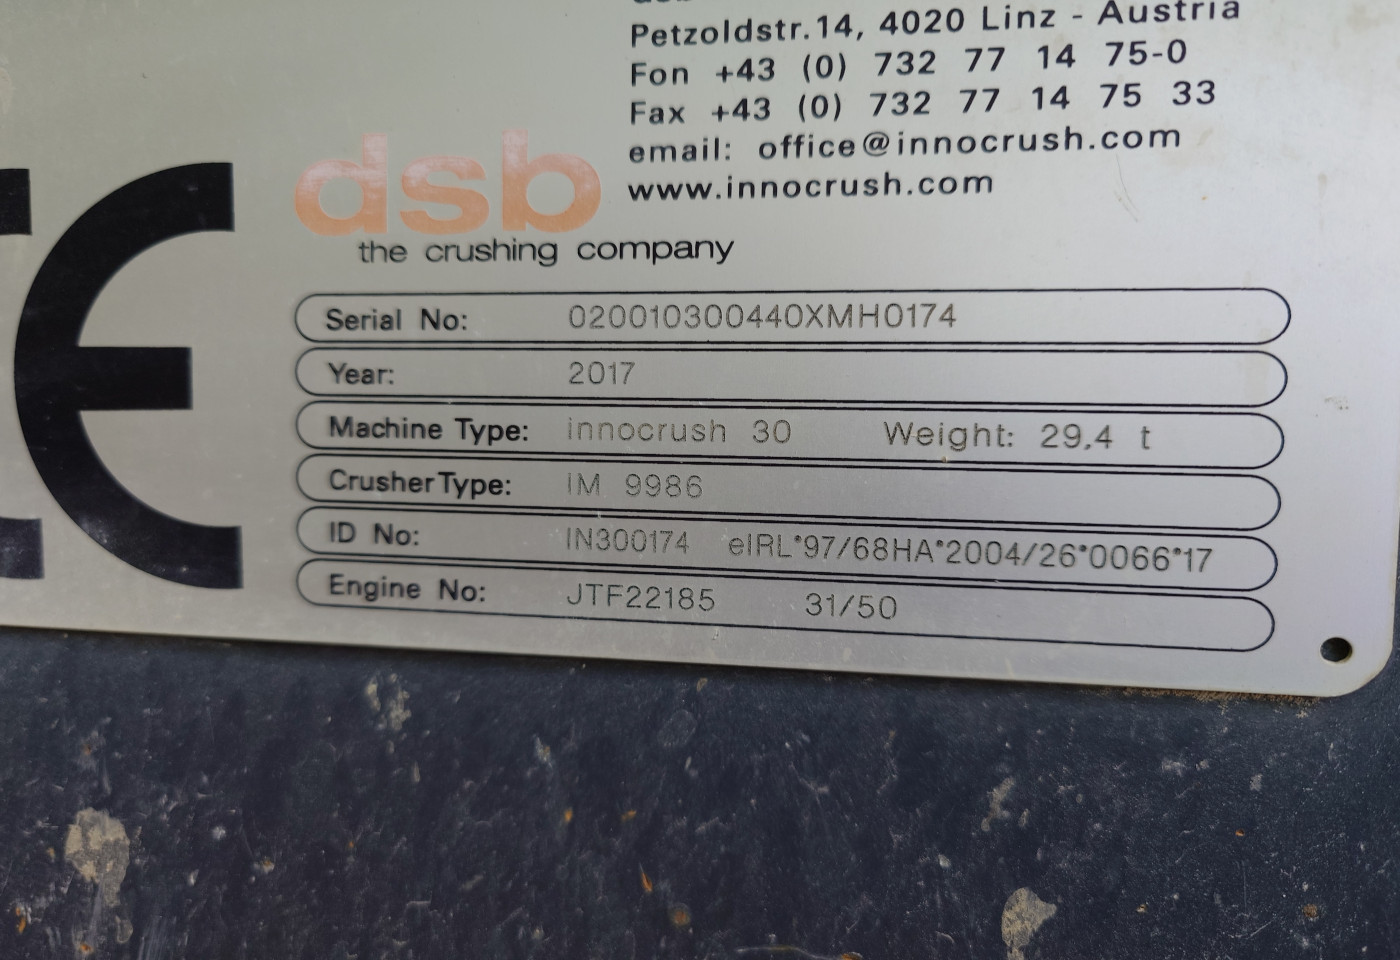 Petzoldstr.14, 4020 Linz - Austria
Fon +43 (0) 732 77 14 75-0
Fax +43 (0) 732 77 14 75 33
email: office@innocrush.com
www.innocrush.com
CE
dsb
the crushing company
Serial No: 020010300440XMH0174
Year: 2017
Machine Type: innocrush 30 Weight: 29,4 t
Crusher Type: iM 9986
ID No: IN300174 eIRL*97/68HA*2004/26*0066*17
Engine No: JTF22185 31/50